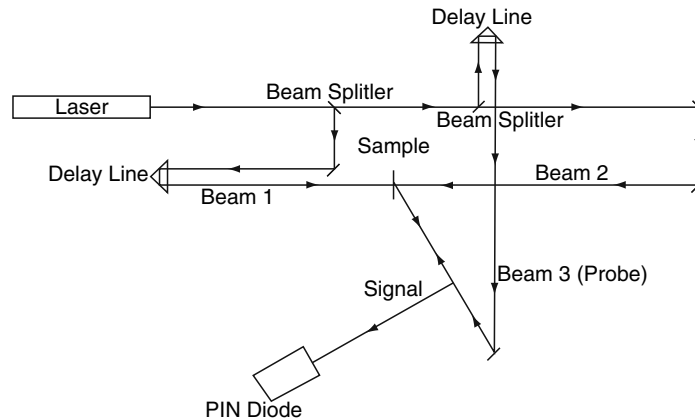 Delay Line
Beam Splitler
Laser
Beam Splitler
Sample
Delay Line
Beam 1
Beam 2
Beam 3 (Probe)
Signal
PIN Diode